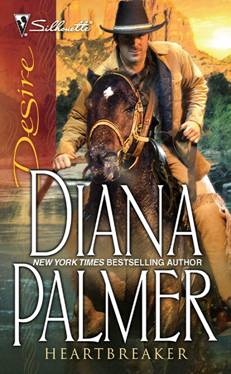 Silhouette
Desire
DIANA
NEW YORK TIMES BESTSELLING AUTHOR
PALMER
HEARTBREAKER